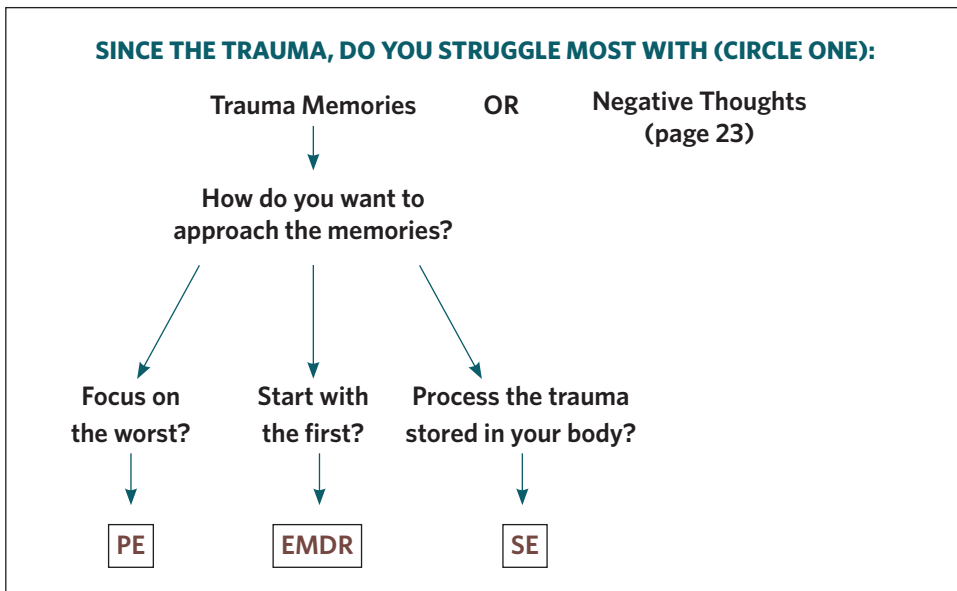 SINCE THE TRAUMA, DO YOU STRUGGLE MOST WITH (CIRCLE ONE):
Trauma Memories OR Negative Thoughts
(page 23)
How do you want to
approach the memories?
Focus on
the worst?
Start with
the first?
Process the trauma
stored in your body?
PE
EMDR
SE